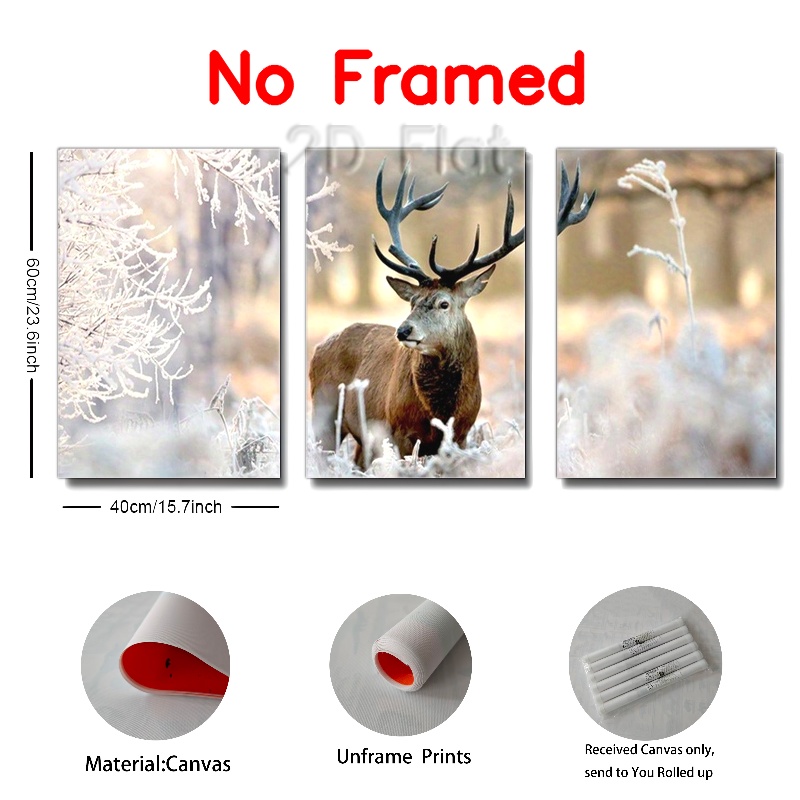 No Framed
2D Flat
60cm/23.6inch
40cm/15.7inch
Material:Canvas
Unframe Prints
Received Canvas only,
send to You Rolled up